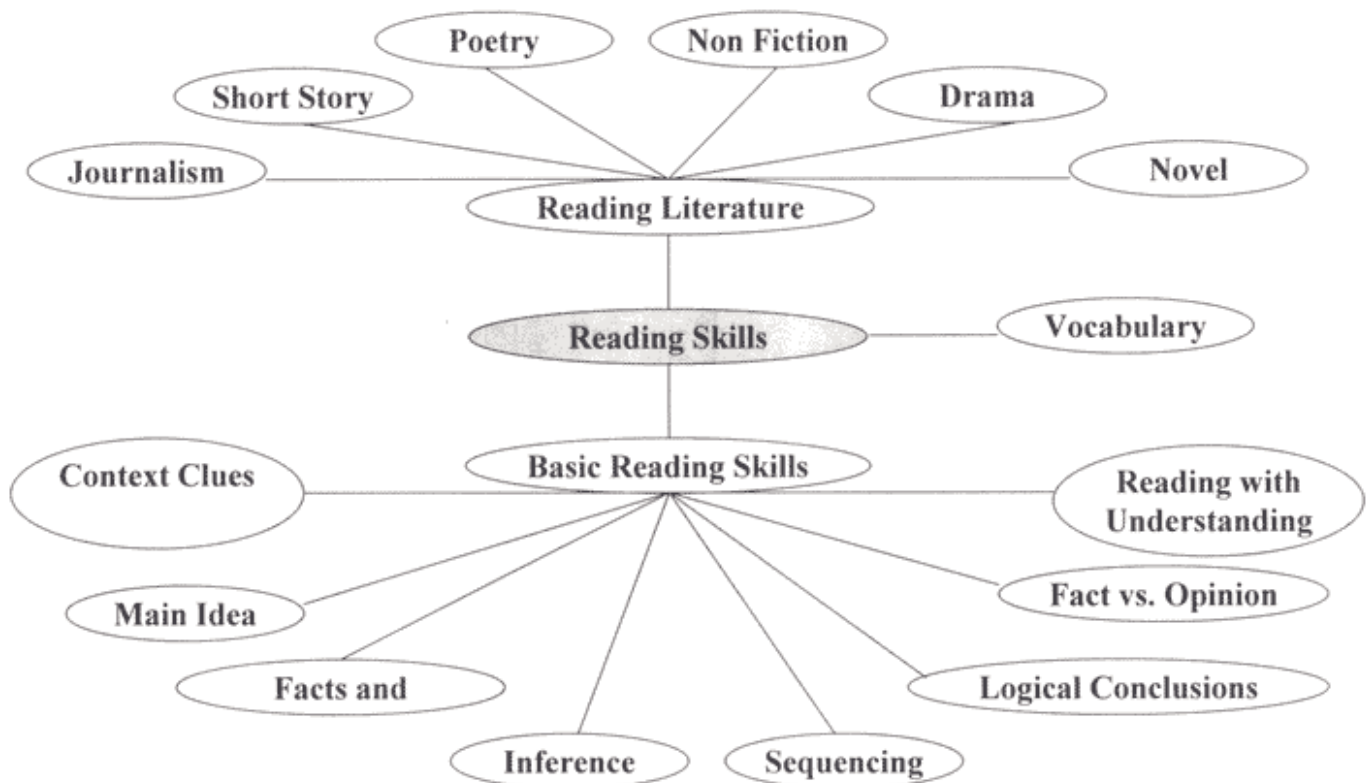 Poetry
Non Fiction
Short Story
Drama
Journalism
Novel
Reading Literature
Reading Skills
Vocabulary
Context Clues
Basic Reading Skills
Reading with
Understanding
Main Idea
Fact vs. Opinion
Facts and
Logical Conclusions
Inference
Sequencing